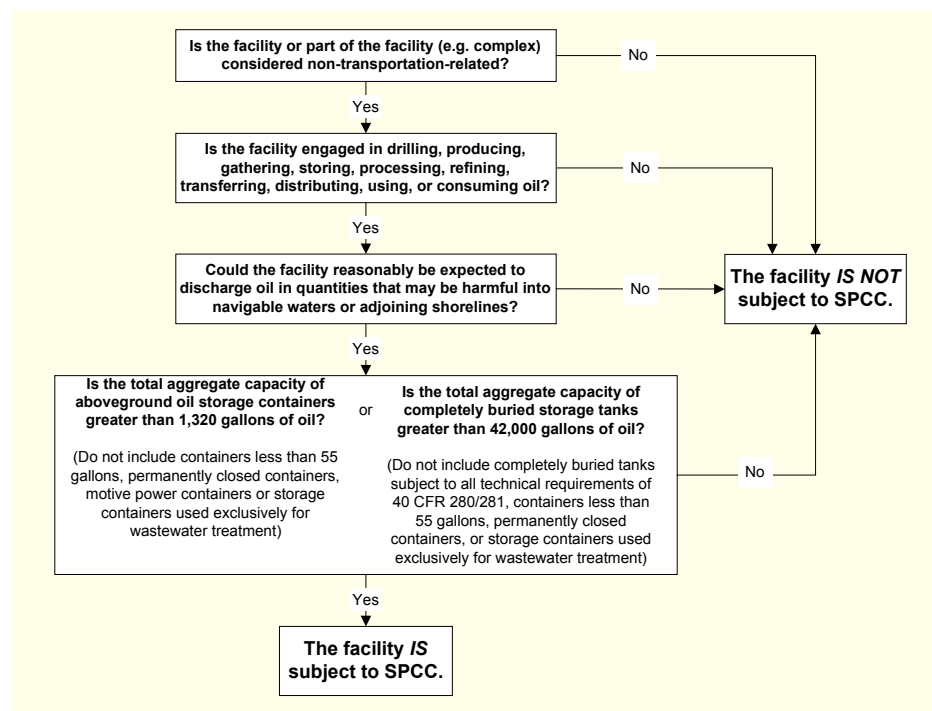 Is the facility or part of the facility (e.g. complex)
considered non-transportation-related?
No
Yes
Is the facility engaged in drilling, producing,
gathering, storing, processing, refining,
transferring, distributing, using, or consuming oil?
No
Yes
Could the facility reasonably be expected to
discharge oil in quantities that may be harmful into
navigable waters or adjoining shorelines?
No
The facility IS NOT
subject to SPCC.
Yes
Is the total aggregate capacity of
aboveground oil storage containers
greater than 1,320 gallons of oil?
(Do not include containers less than 55
gallons, permanently closed containers,
motive power containers or storage
containers used exclusively for
wastewater treatment)
or
Is the total aggregate capacity of
completely buried storage tanks
greater than 42,000 gallons of oil?
(Do not include completely buried tanks
subject to all technical requirements of
40 CFR 280/281, containers less than
55 gallons, permanently closed
containers, or storage containers used
exclusively for wastewater treatment)
No
Yes
The facility IS
subject to SPCC.